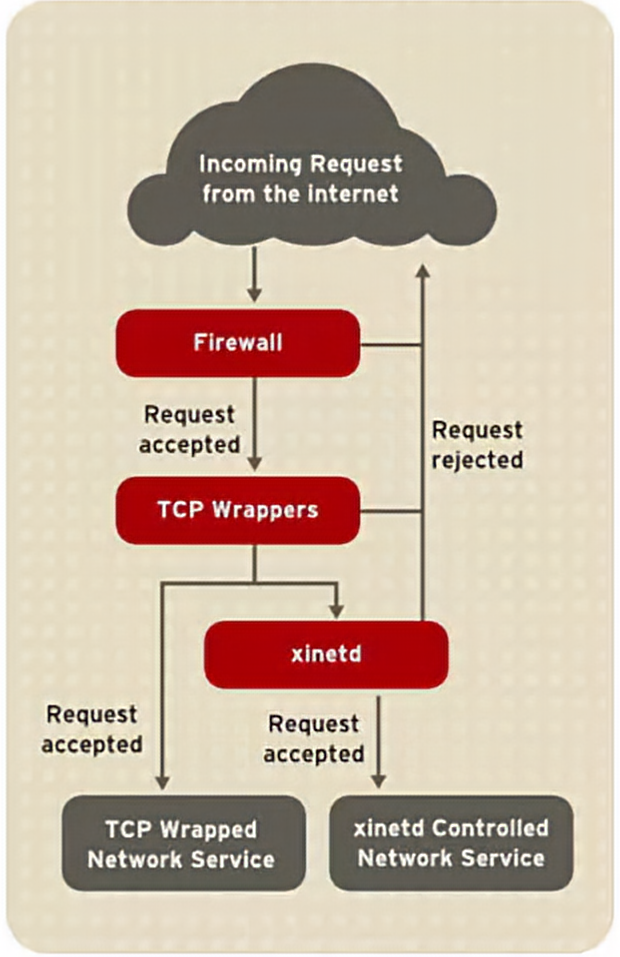 Incoming Request
from the internet
Firewall
Request
accepted
Request
rejected
TCP Wrappers
xinetd
Request
accepted
Request
accepted
TCP Wrapped
Network Service
xinetd Controlled
Network Service